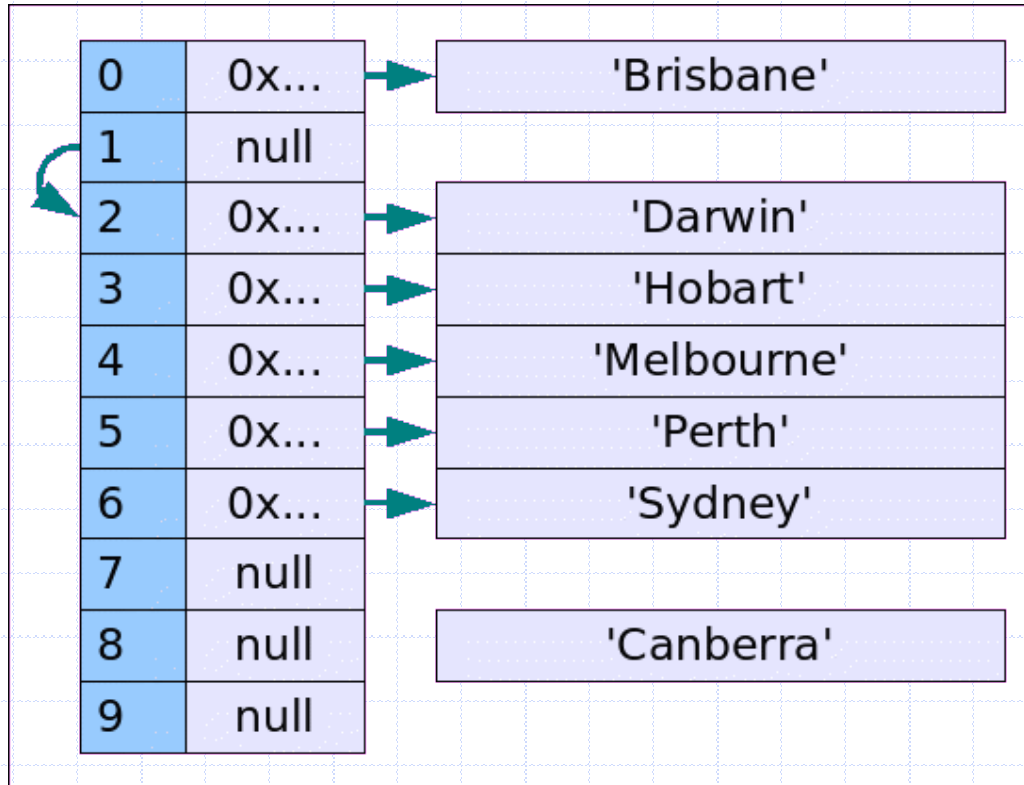 0 0x... 'Brisbane'
1 null
2 0x... 'Darwin'
3 0x... 'Hobart'
4 0x... 'Melbourne'
5 0x... 'Perth'
6 0x... 'Sydney'
7 null
8 null 'Canberra'
9 null